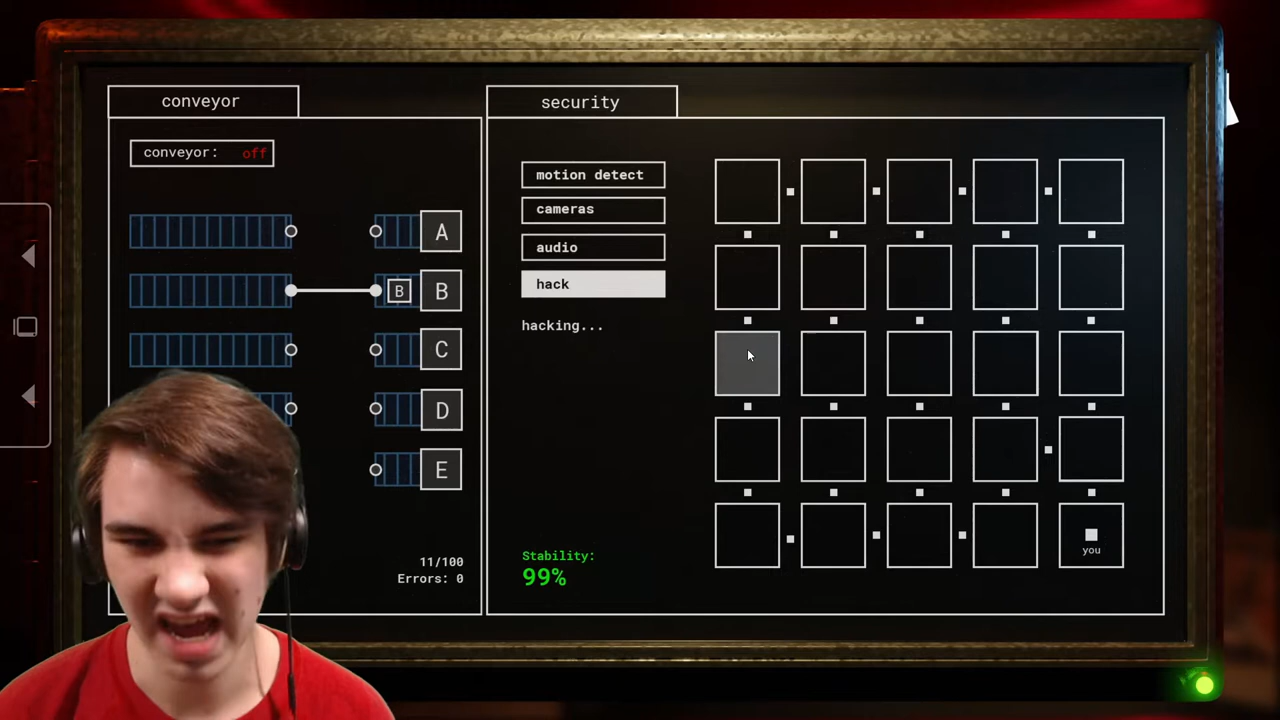 conveyor
conveyor: off
A
B B
C
D
E
11/100
Errors: 0
security
motion detect
cameras
audio
hack
hacking...
Stability:
99%
you